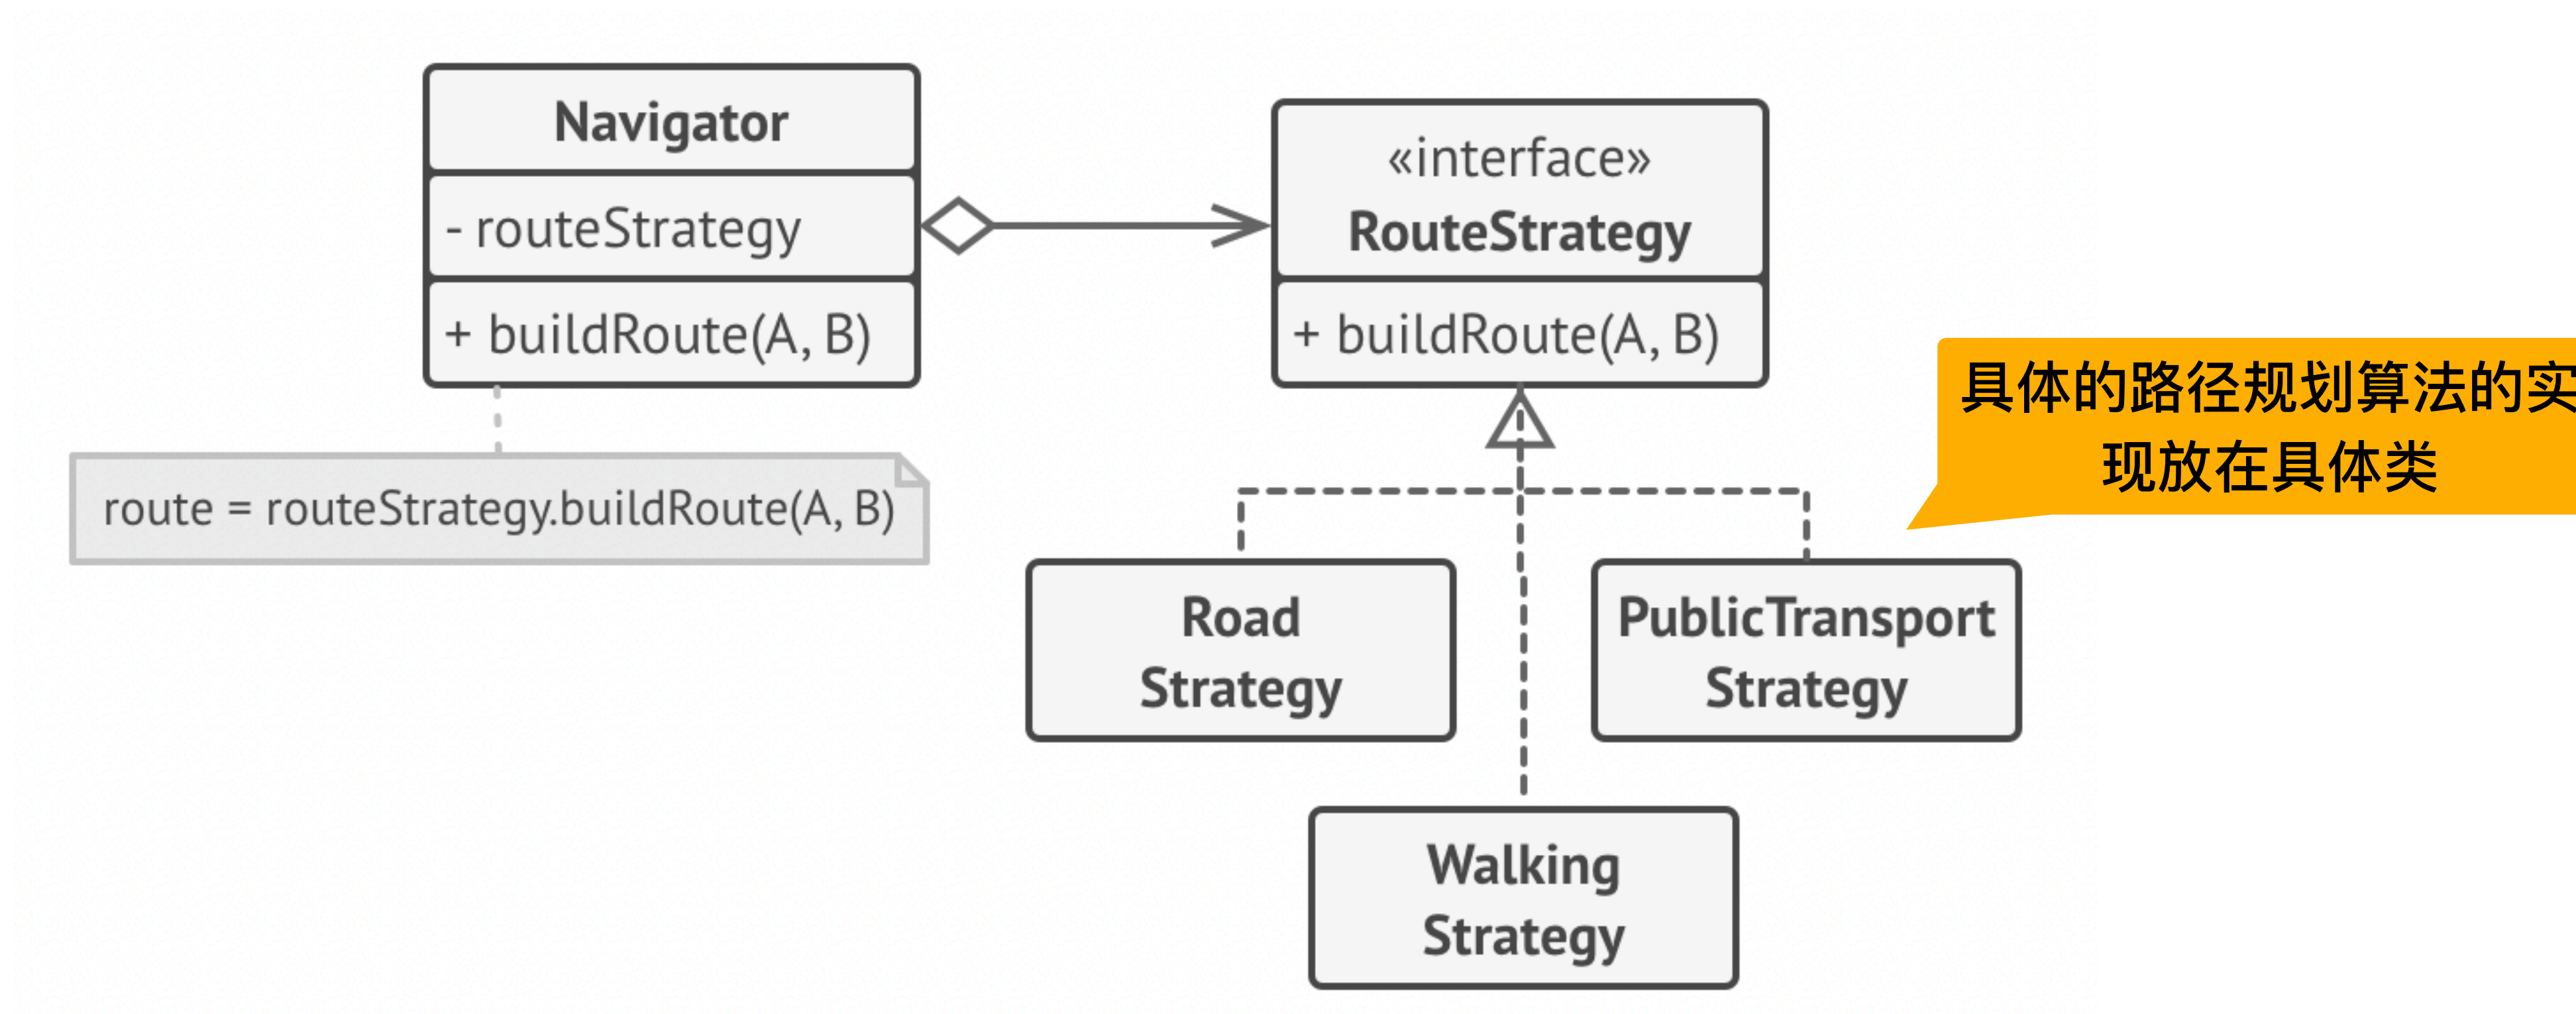 Navigator
- routeStrategy
+ buildRoute(A, B)
route = routeStrategy.buildRoute(A, B)
«interface»
RouteStrategy
+ buildRoute(A, B)
具体的路径规划算法的实
现放在具体类
Road
Strategy
PublicTransport
Strategy
Walking
Strategy